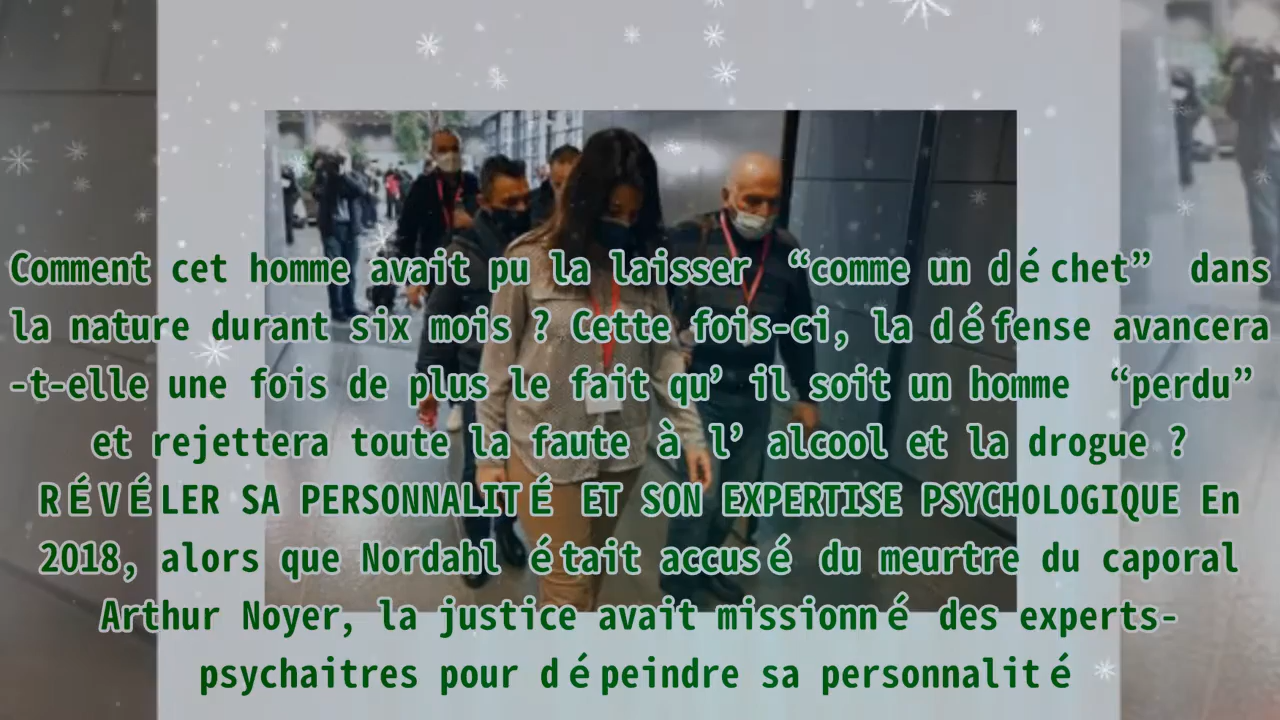 Comment cet homme avait pu la laisser “comme un déchet” dans
la nature durant six mois ? Cette fois-ci, la défense avancera
-t-elle une fois de plus le fait qu’ il soit un homme “perdu”
et rejettera toute la faute à l’ alcool et la drogue ?
RÉVÉLER SA PERSONNALITÉ ET SON EXPERTISE PSYCHOLOGIQUE En
2018, alors que Nordahl était accusé du meurtre du caporal
Arthur Noyer, la justice avait missionné des experts-
psychaitres pour dépeindre sa personnalité